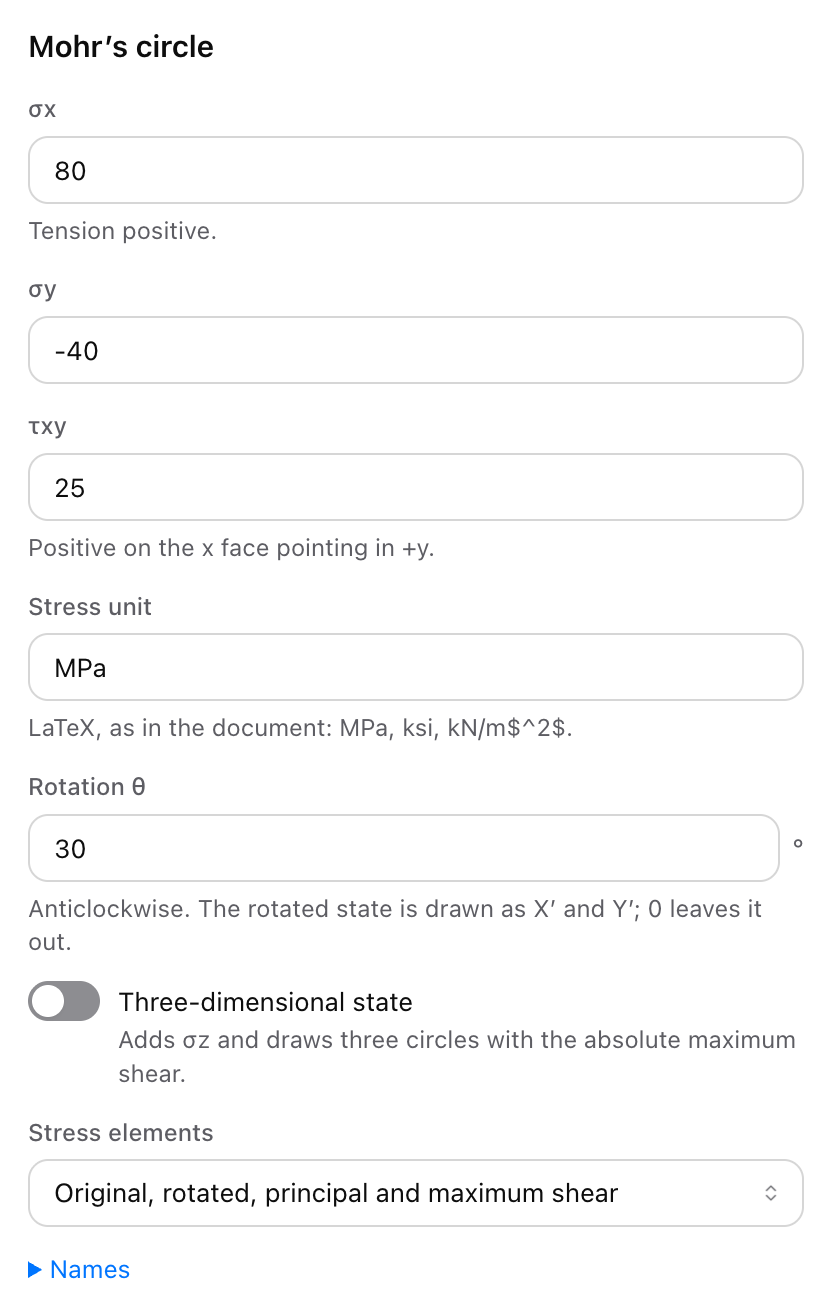 Mohr’s circle
σx
80
Tension positive.
σy
-40
τxy
25
Positive on the x face pointing in +y.
Stress unit
MPa
LaTeX, as in the document: MPa, ksi, kN/m$^2$.
Rotation θ
30
°
Anticlockwise. The rotated state is drawn as X′ and Y′; 0 leaves it
out.
Three-dimensional state
Adds σz and draws three circles with the absolute maximum
shear.
Stress elements
Original, rotated, principal and maximum shear
Names